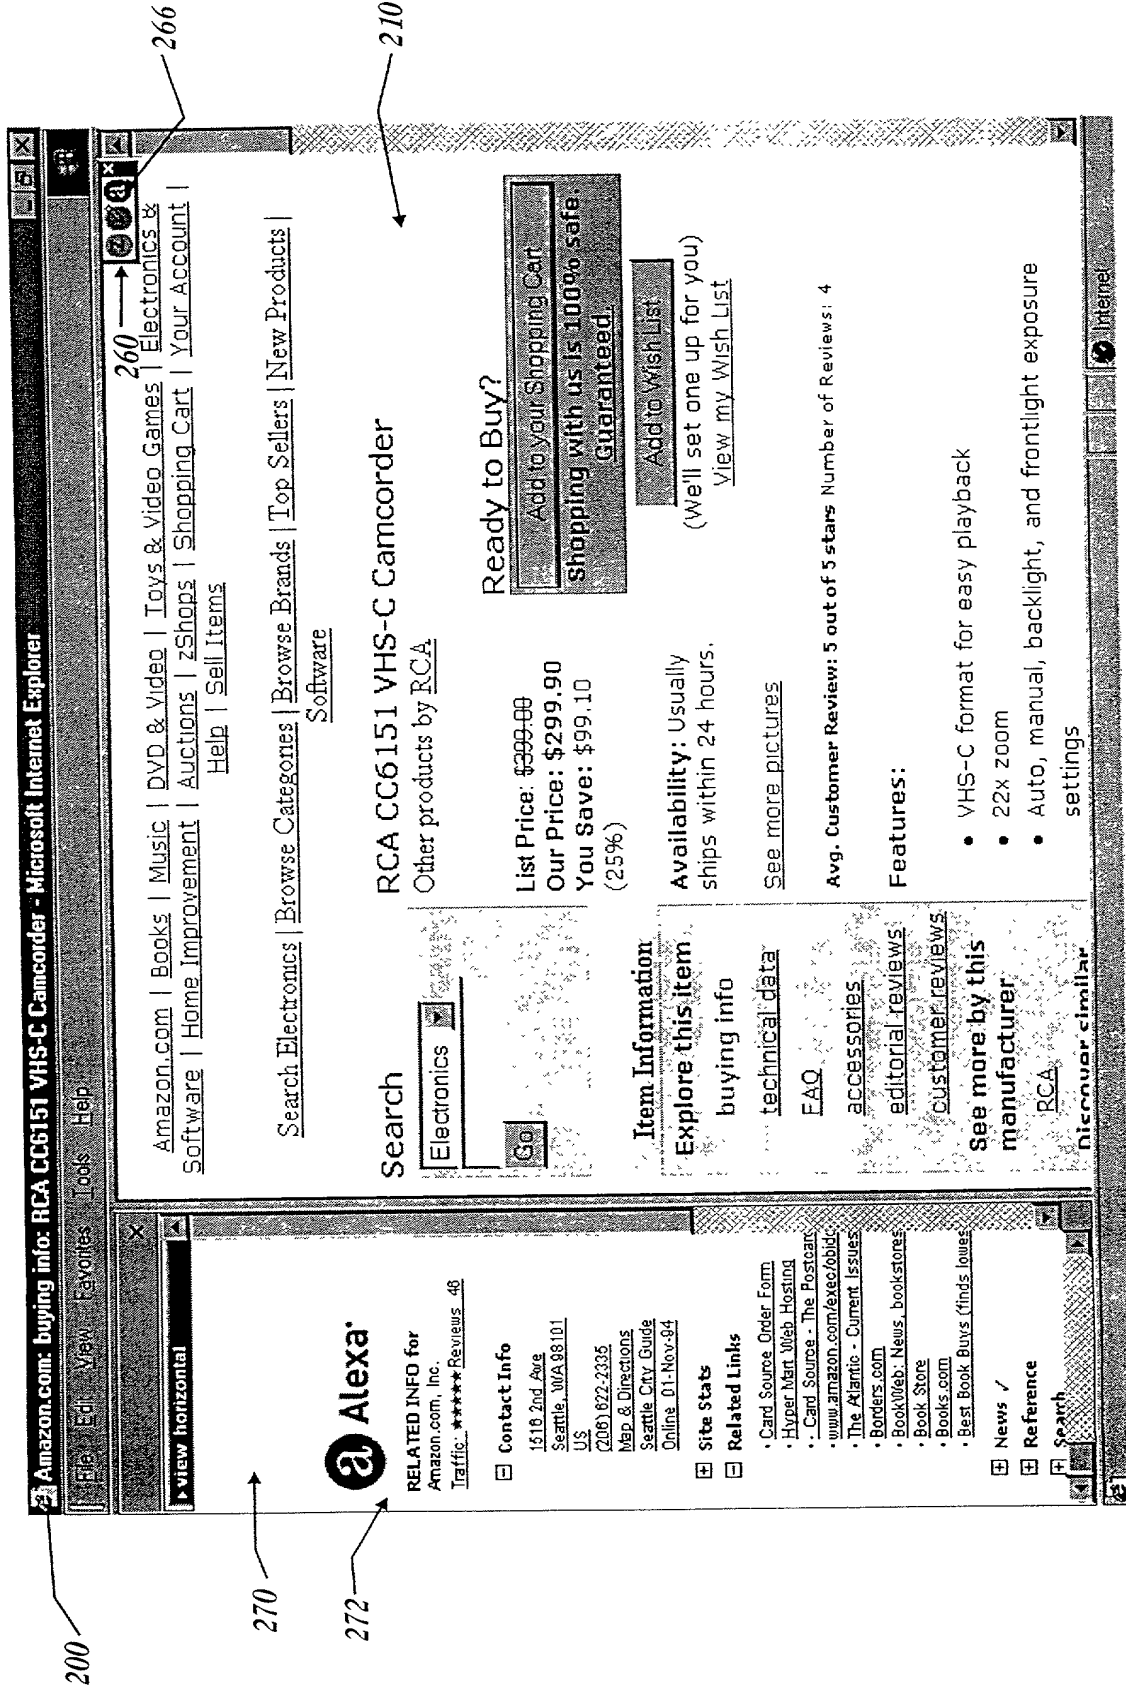 200
Amazon.com: buying info: RCA CC6151 VHS-C Camcorder - Microsoft Internet Explorer
File Edit View Favorites Tools Help
266
260
210
270
272
view horizontal
a Alexa
RELATED INFO for
Amazon.com, Inc.
Traffic: ★★★★★ Reviews 48
Contact Info
1516 2nd Ave
Seattle, WA 98101
US
(206) 622-2335
Map & Directions
Seattle City Guide
Online 01-Nov-94
Site Stats
Related Links
· Card Source Order Form
· Hyper Mart Web Hosting
· . Card Source - The Postcard
· www.amazon.com/exec/obido
· The Atlantic - Current Issues
· Borders.com
· BookWeb: News, bookstores
· Book Store
· Books.com
· Best Book Buys (finds lowes
News ✓
Reference
Search
Amazon.com | Books | Music | DVD & Video | Toys & Video Games | Electronics &
Software | Home Improvement | Auctions | zShops | Shopping Cart | Your Account |
Help | Sell Items
Search Electronics | Browse Categories | Browse Brands | Top Sellers | New Products |
Software
Search
Electronics
Go
Item Information
Explore this item
buying info
technical data
FAQ
accessories
editorial reviews
customer reviews
See more by this
manufacturer
RCA
Discover similar
RCA CC6151 VHS-C Camcorder
Other products by RCA
List Price: $399.00
Our Price: $299.90
You Save: $99.10
(25%)
Availability: Usually
ships within 24 hours.
See more pictures
Ready to Buy?
Add to your Shopping Cart
Shopping with us is 100% safe.
Guaranteed.
Add to Wish List
(We'll set one up for you)
View my Wish List
Avg. Customer Review: 5 out of 5 stars Number of Reviews: 4
Features:
• VHS-C format for easy playback
• 22x zoom
• Auto, manual, backlight, and frontlight exposure
settings
Internet